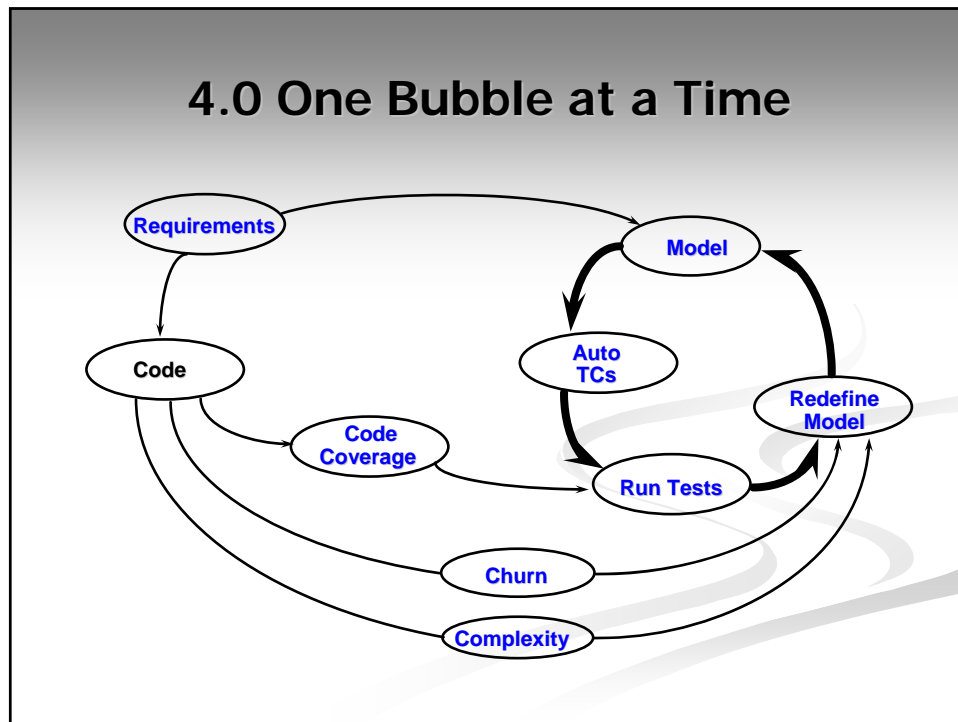 4.0 One Bubble at a Time
Requirements
Model
Code
Auto
TCs
Redefine
Model
Code
Coverage
Run Tests
Churn
Complexity